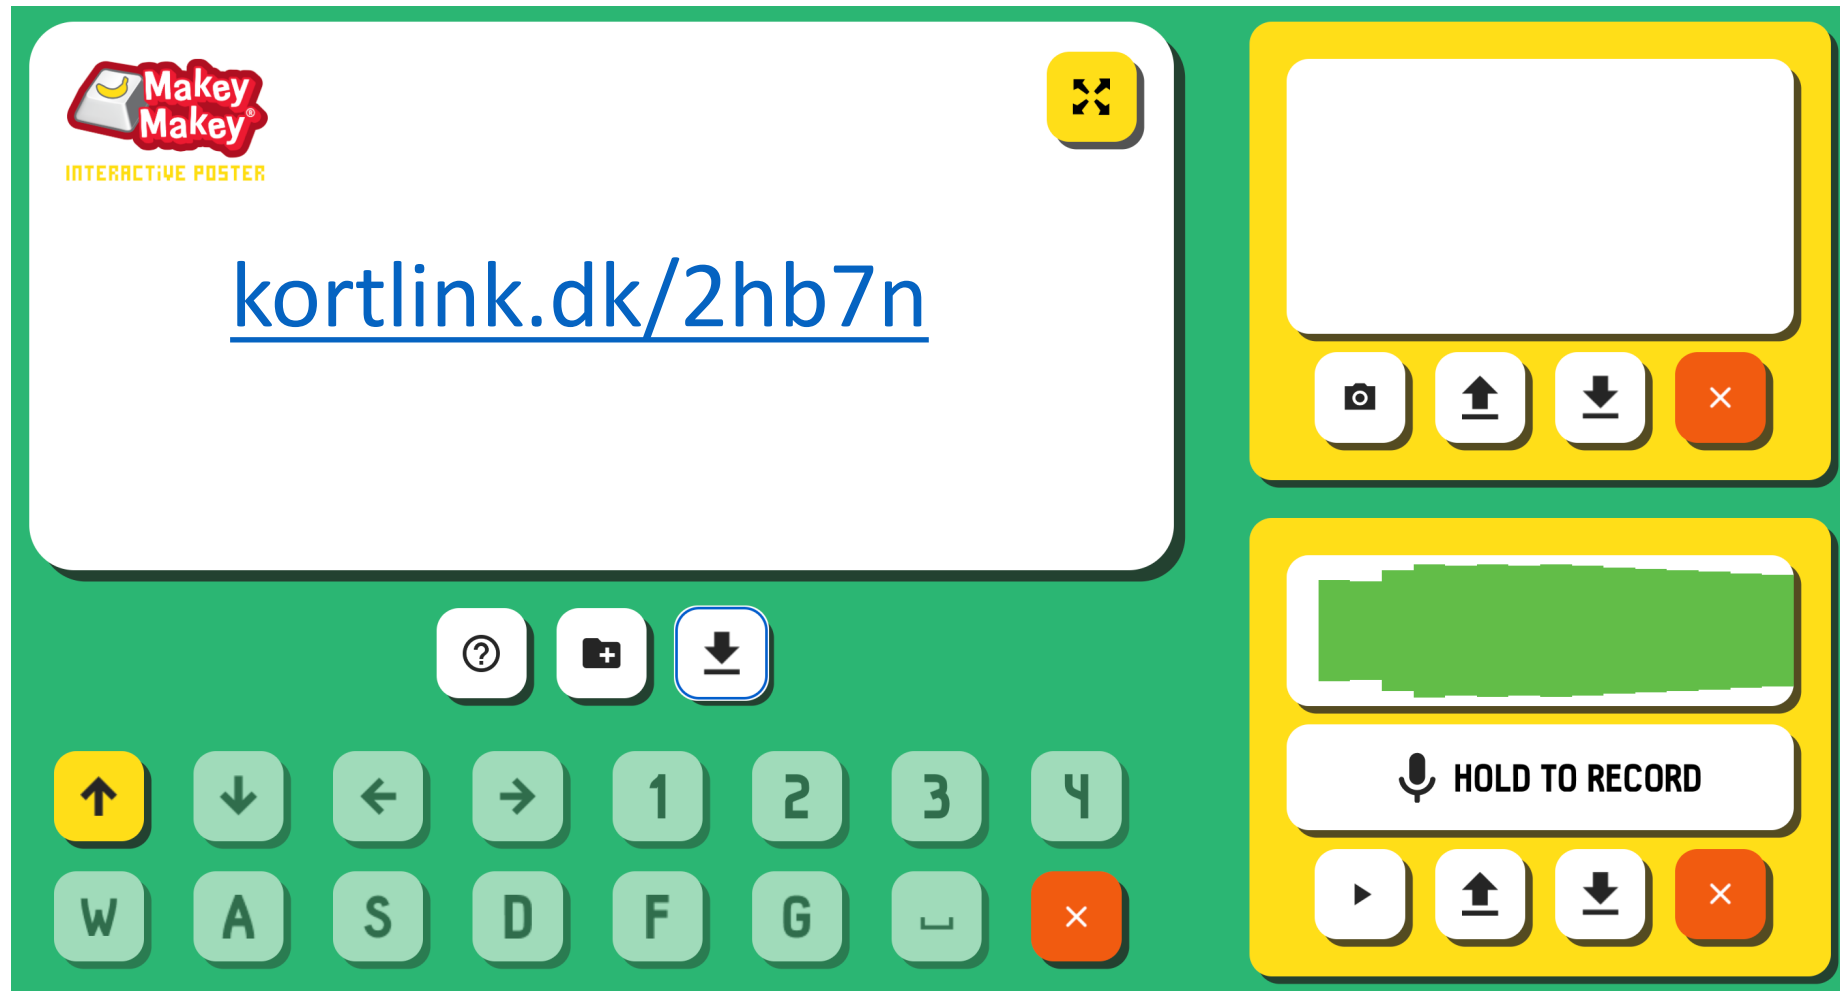 Makey
Makey®
INTERACTIVE POSTER
kortlink.dk/2hb7n
HOLD TO RECORD
1 2 3 4
W A S D F G